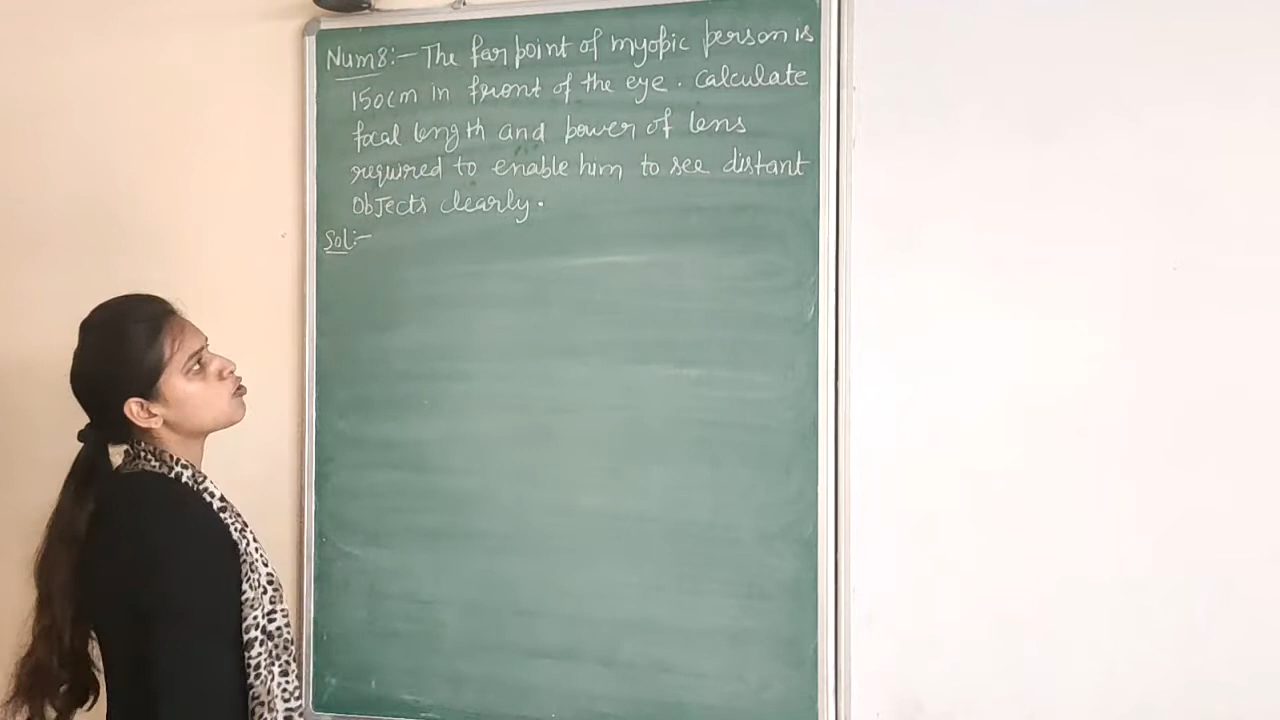 Num8:- The far point of myopic person is
150cm in front of the eye. Calculate
focal length and power of lens
required to enable him to see distant
Objects clearly.
Sol:-